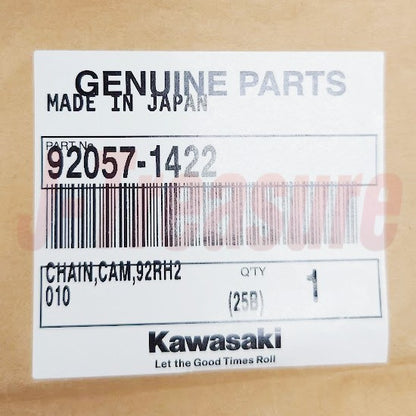 GENUINE PARTS
MADE IN JAPAN
PART No.
92057-1422
J-Treasure
CHAIN,CAM,92RH2
010
Q'TY
(25B)
1
Kawasaki
Let the Good Times Roll